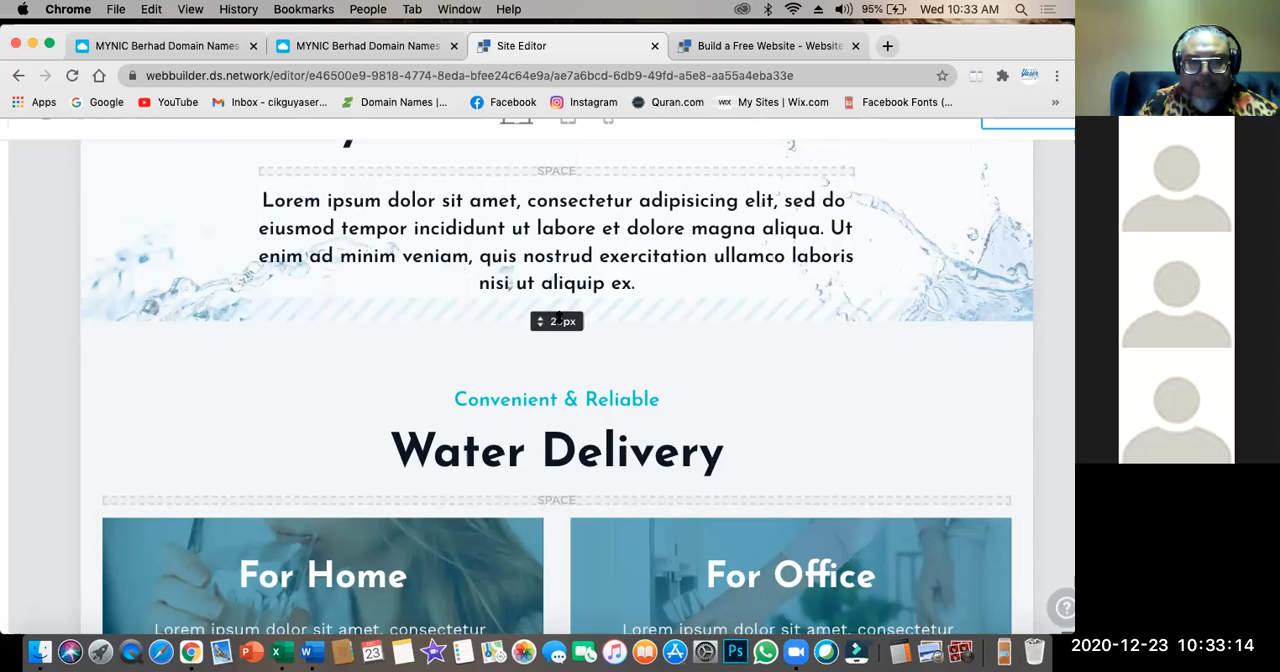 Chrome File Edit View History Bookmarks People Tab Window Help 95% Wed 10:33 AM
MYNIC Berhad Domain Names MYNIC Berhad Domain Names Site Editor Build a Free Website - Website
webbuilder.ds.network/editor/e46500e9-9818-4774-8eda-bfee24c64e9a/ae7a6bcd-6db9-49fd-a5e8-aa55a4eba33e
Apps Google YouTube Inbox - cikguyaser... Domain Names |... Facebook Instagram Quran.com WIX My Sites | Wix.com Facebook Fonts (... »
SPACE
Lorem ipsum dolor sit amet, consectetur adipisicing elit, sed do
eiusmod tempor incididunt ut labore et dolore magna aliqua. Ut
enim ad minim veniam, quis nostrud exercitation ullamco laboris
nisi ut aliquip ex.
Convenient & Reliable
Water Delivery
SPACE
For Home For Office
Lorem ipsum dolor sit amet, consectetur Lorem ipsum dolor sit amet, consectetur
23
2020-12-23 10:33:14